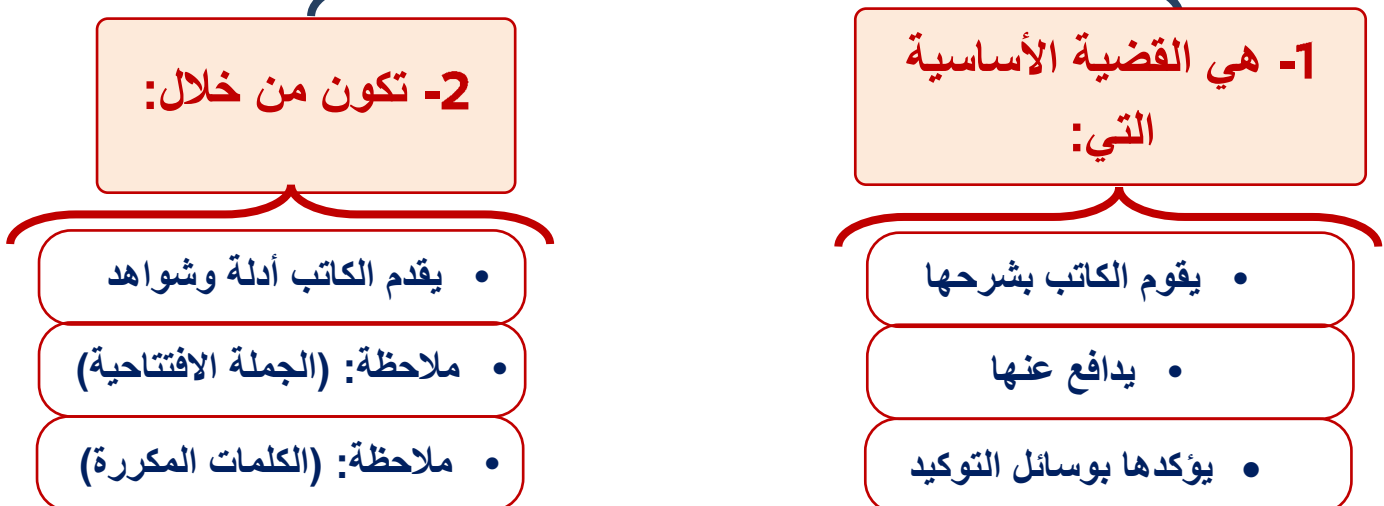 1- هي القضية الأساسية
التي:
• يقوم الكاتب بشرحها
• يدافع عنها
• يؤكدها بوسائل التوكيد
2- تكون من خلال:
• يقدم الكاتب أدلة وشواهد
• ملاحظة: (الجملة الافتتاحية)
• ملاحظة: (الكلمات المكررة)